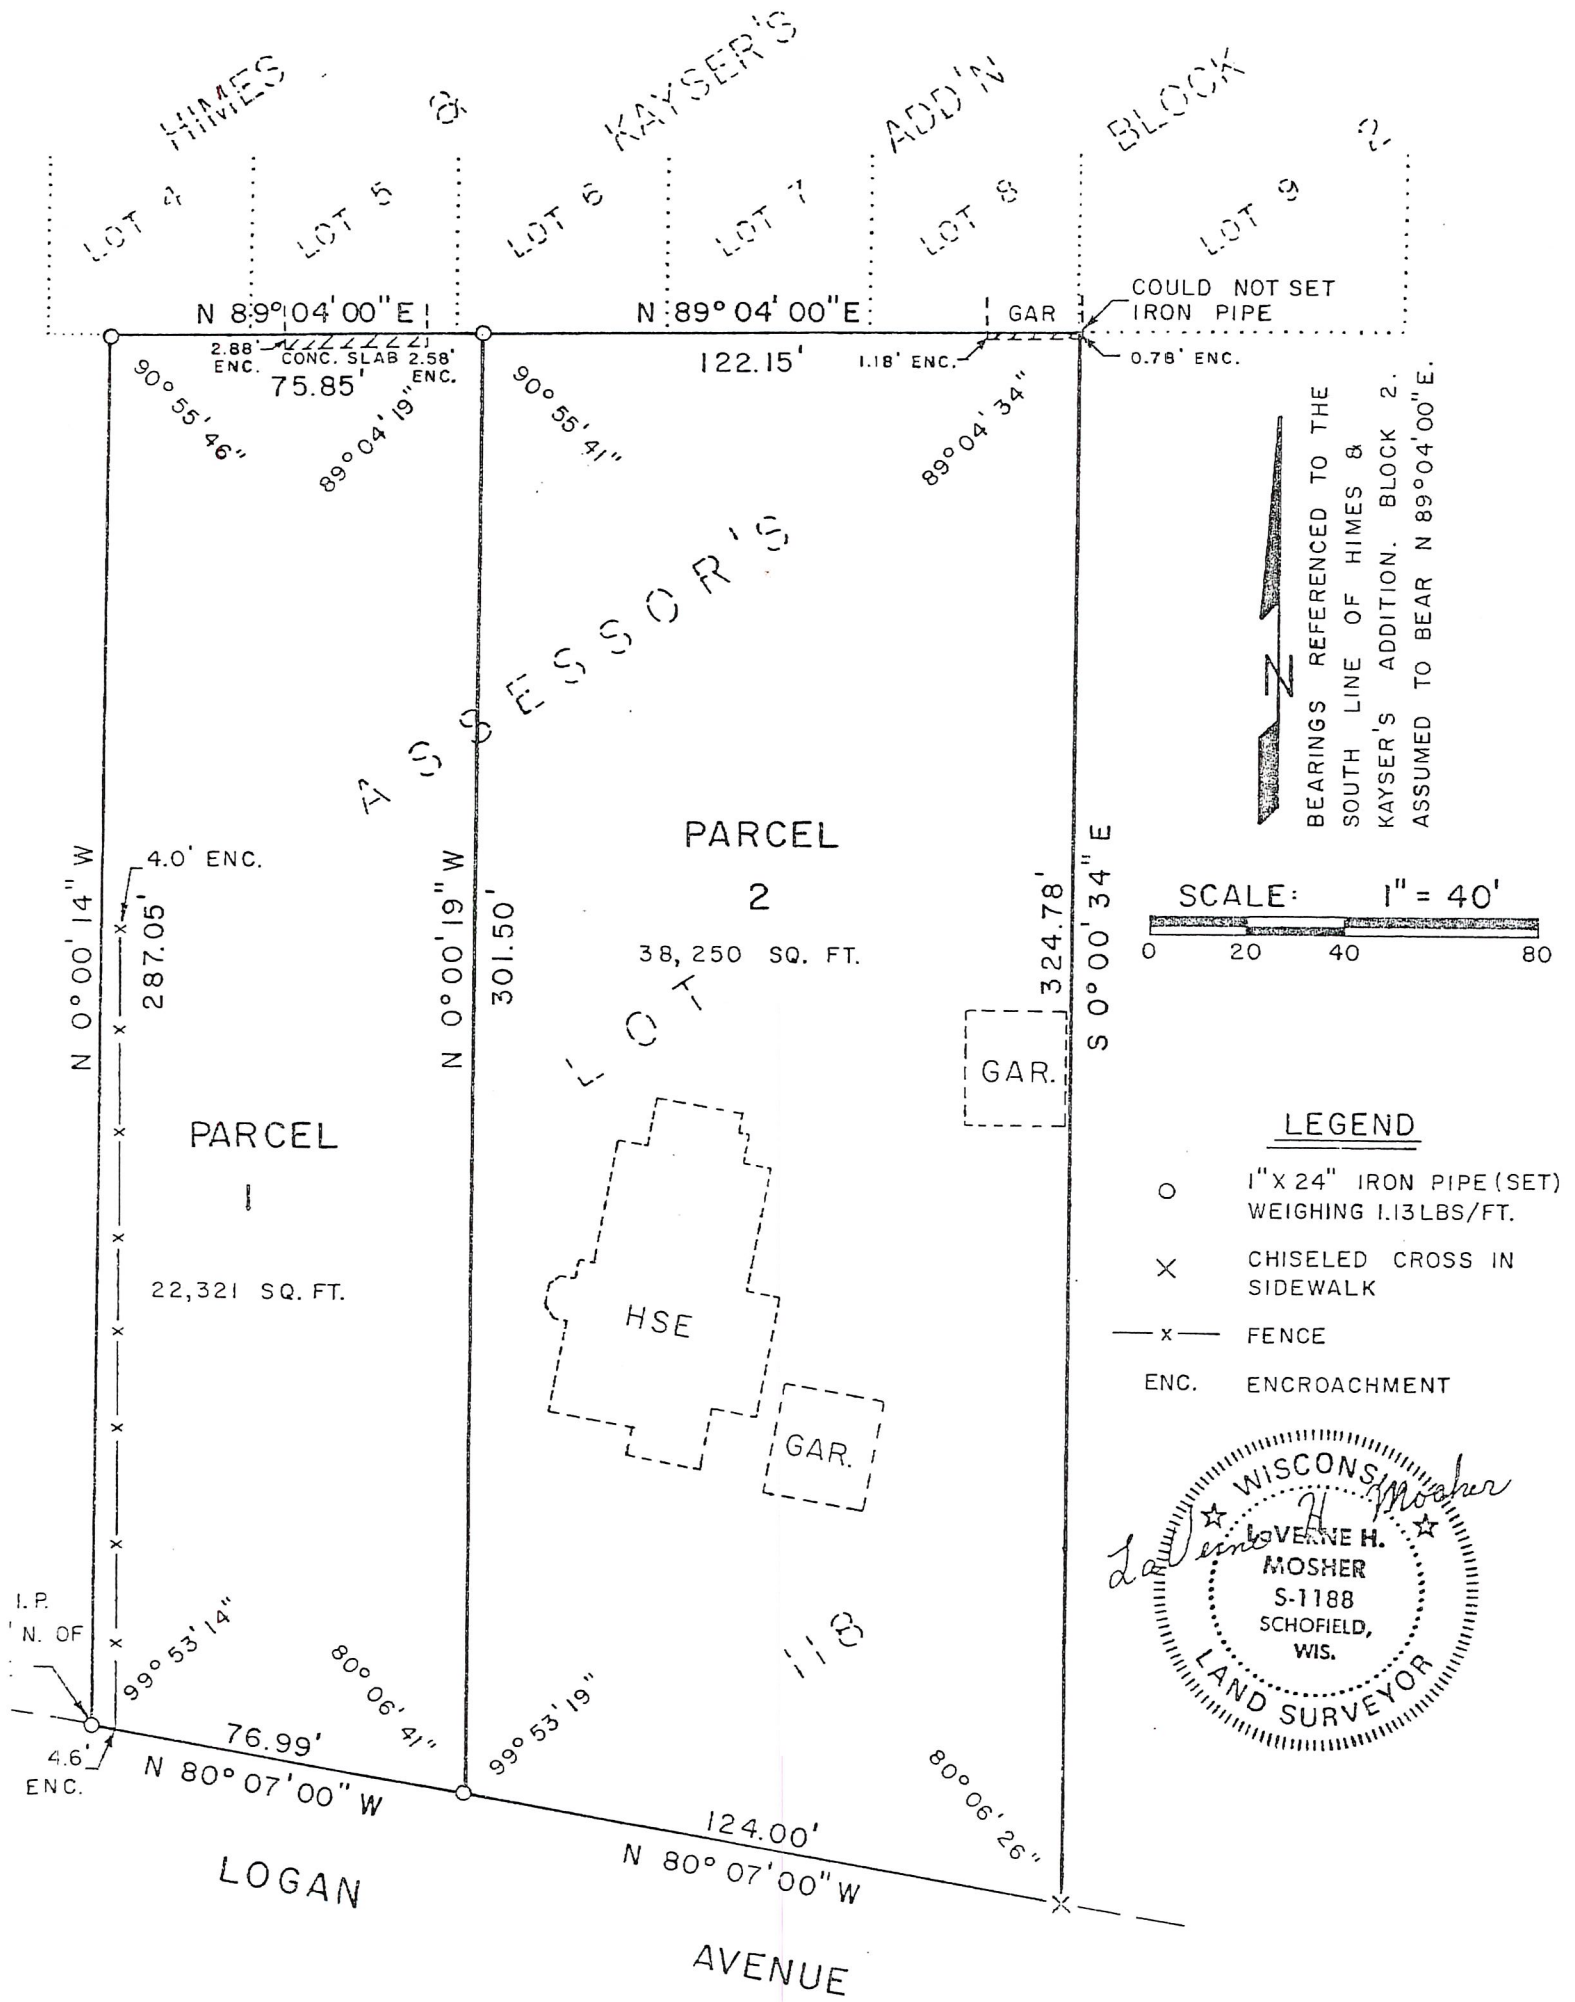 HIMES & KAYSER'S ADD'N BLOCK 2
LOT 4
LOT 5
LOT 6
LOT 7
LOT 8
LOT 9
N 89° 04' 00" E
N 89° 04' 00" E
GAR
COULD NOT SET
IRON PIPE
2.88'
ENC.
CONC. SLAB
2.58'
ENC.
75.85'
122.15'
1.18' ENC.
0.78' ENC.
90° 55' 46"
89° 04' 19"
90° 55' 41"
89° 04' 34"
BEARINGS REFERENCED TO THE
SOUTH LINE OF HIMES &
KAYSER'S ADDITION. BLOCK 2.
ASSUMED TO BEAR N 89° 04' 00" E.
N
ASSESSOR'S
LOT
118
PARCEL
2
38,250 SQ. FT.
4.0' ENC.
N 0° 00' 14" W
287.05'
N 0° 00' 19" W
301.50'
324.78'
S 0° 00' 34" E
SCALE: 1" = 40'
0 20 40 80
GAR.
PARCEL
1
22,321 SQ. FT.
HSE
GAR.
LEGEND
1" X 24" IRON PIPE (SET)
WEIGHING 1.13 LBS/FT.
CHISELED CROSS IN
SIDEWALK
x FENCE
ENC. ENCROACHMENT
WISCONSIN
LaVerne H Mosher
LaVERNE H.
MOSHER
S-1188
SCHOFIELD,
WIS.
LAND SURVEYOR
I.P.
' N. OF
99° 53' 14"
80° 06' 41"
99° 53' 19"
80° 06' 26"
4.6'
ENC.
76.99'
N 80° 07' 00" W
124.00'
N 80° 07' 00" W
LOGAN
AVENUE